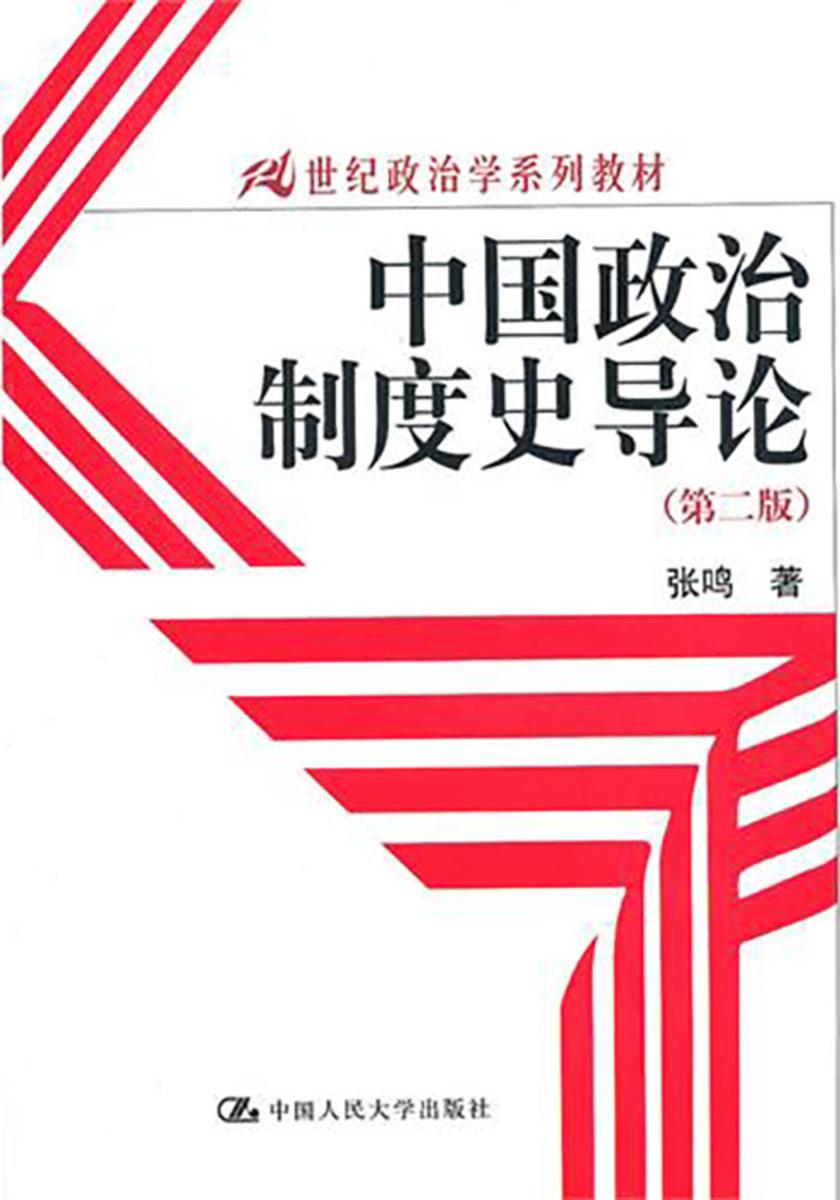 21世纪政治学系列教材
中国政治
制度史导论
(第二版)
张鸣 著
中国人民大学出版社